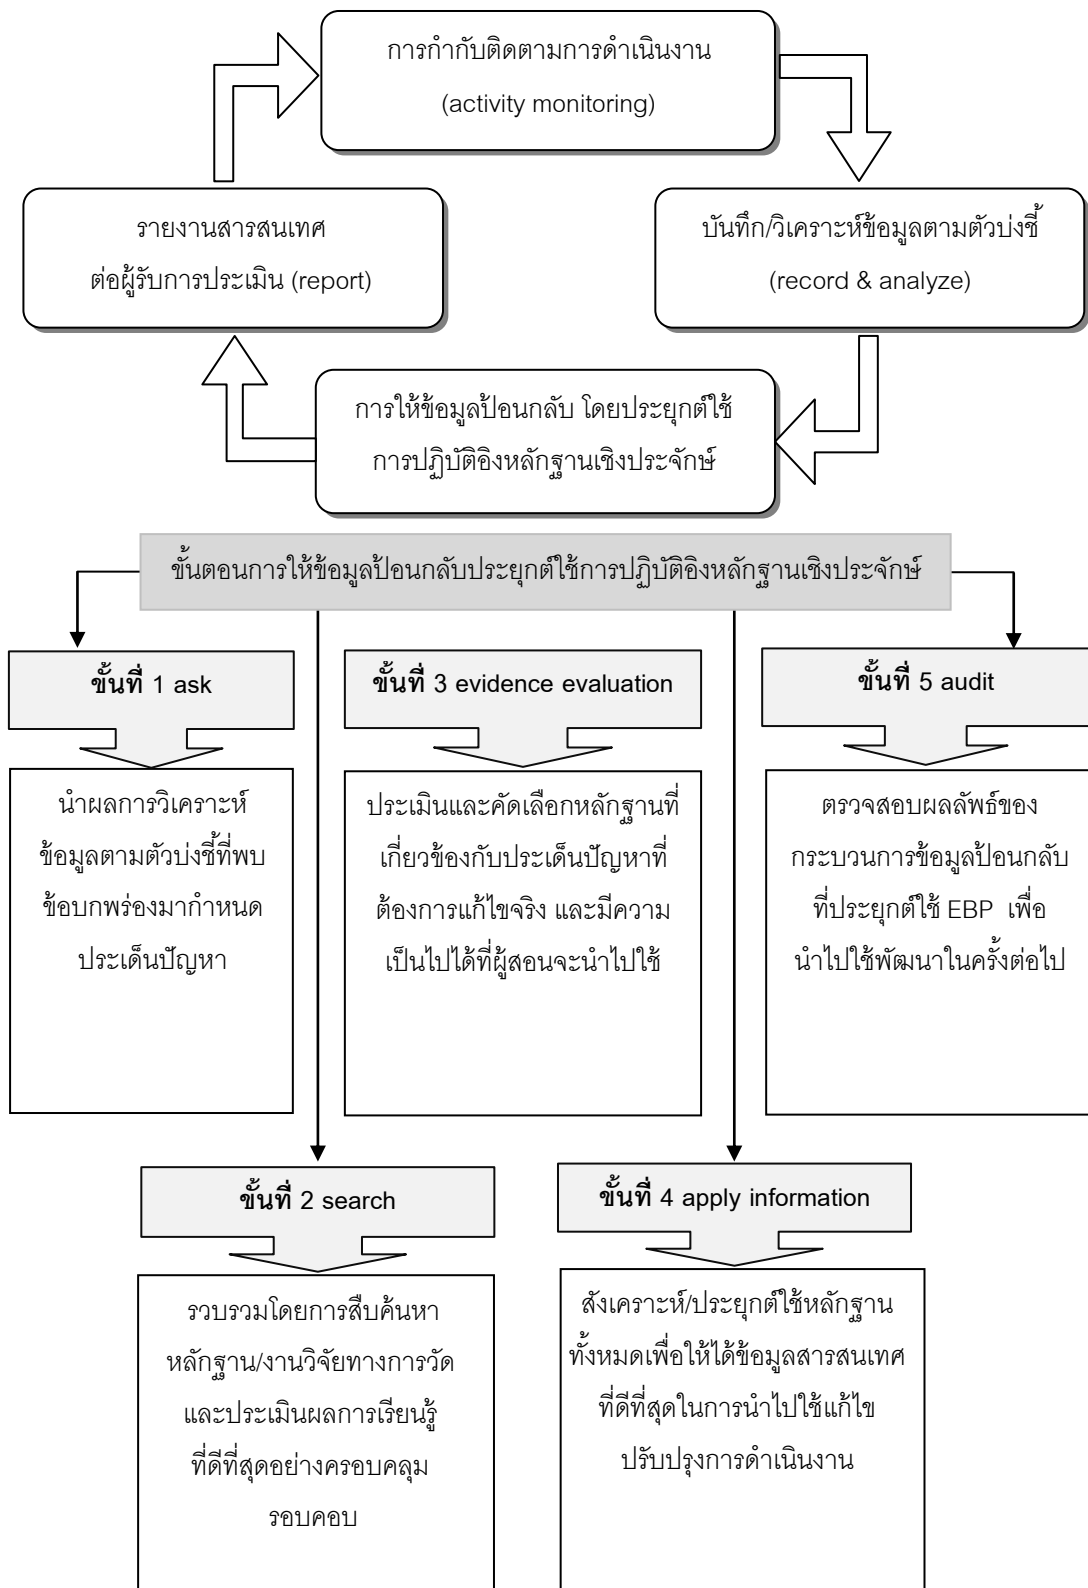 การกำกับติดตามการดำเนินงาน
(activity monitoring)
รายงานสารสนเทศ
ต่อผู้รับการประเมิน (report)
บันทึก/วิเคราะห์ข้อมูลตามตัวบ่งชี้
(record & analyze)
การให้ข้อมูลป้อนกลับ โดยประยุกต์ใช้
การปฏิบัติอิงหลักฐานเชิงประจักษ์
ขั้นตอนการให้ข้อมูลป้อนกลับประยุกต์ใช้การปฏิบัติอิงหลักฐานเชิงประจักษ์
ขั้นที่ 1 ask
นำผลการวิเคราะห์
ข้อมูลตามตัวบ่งชี้ที่พบ
ข้อบกพร่องมากำหนด
ประเด็นปัญหา
ขั้นที่ 3 evidence evaluation
ประเมินและคัดเลือกหลักฐานที่
เกี่ยวข้องกับประเด็นปัญหาที่
ต้องการแก้ไขจริง และมีความ
เป็นไปได้ที่ผู้สอนจะนำไปใช้
ขั้นที่ 5 audit
ตรวจสอบผลลัพธ์ของ
กระบวนการข้อมูลป้อนกลับ
ที่ประยุกต์ใช้ EBP เพื่อ
นำไปใช้พัฒนาในครั้งต่อไป
ขั้นที่ 2 search
รวบรวมโดยการสืบค้นหา
หลักฐาน/งานวิจัยทางการวัด
และประเมินผลการเรียนรู้
ที่ดีที่สุดอย่างครอบคลุม
รอบคอบ
ขั้นที่ 4 apply information
สังเคราะห์/ประยุกต์ใช้หลักฐาน
ทั้งหมดเพื่อให้ได้ข้อมูลสารสนเทศ
ที่ดีที่สุดในการนำไปใช้แก้ไข
ปรับปรุงการดำเนินงาน